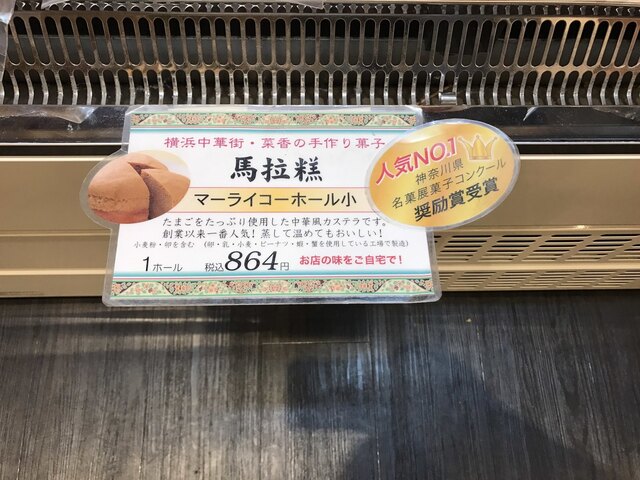 横浜中華街・菜香の手作り菓子
馬拉糕
マーライコーホール小
たまごをたっぷり使用した中華風カステラです。
創業以来一番人気!蒸して温めてもおいしい!
小麦粉・卵を含む (卵・乳・小麦・ピーナツ・蝦・蟹を使用している工場で製造)
1ホール 税込864円 お店の味をご自宅で!
人気NO.1
神奈川県
名菓展菓子コンクール
奨励賞受賞